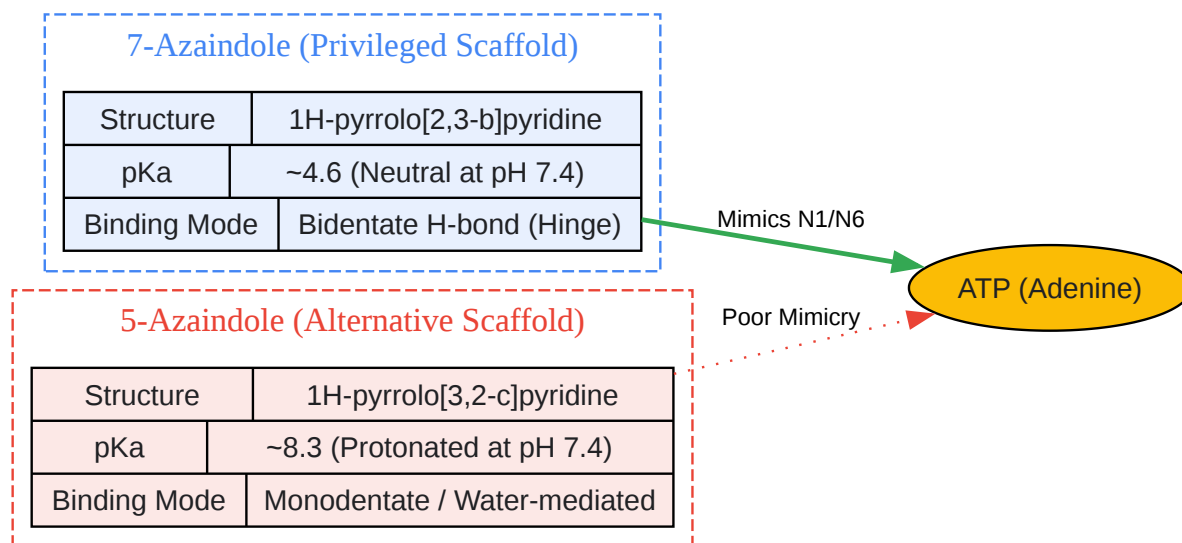 7-Azaindole (Privileged Scaffold)
Structure 1H-pyrrolo[2,3-b]pyridine
pKa ~4.6 (Neutral at pH 7.4)
Binding Mode Bidentate H-bond (Hinge)
Mimics N1/N6
ATP (Adenine)
5-Azaindole (Alternative Scaffold)
Poor Mimicry
Structure 1H-pyrrolo[3,2-c]pyridine
pKa ~8.3 (Protonated at pH 7.4)
Binding Mode Monodentate / Water-mediated